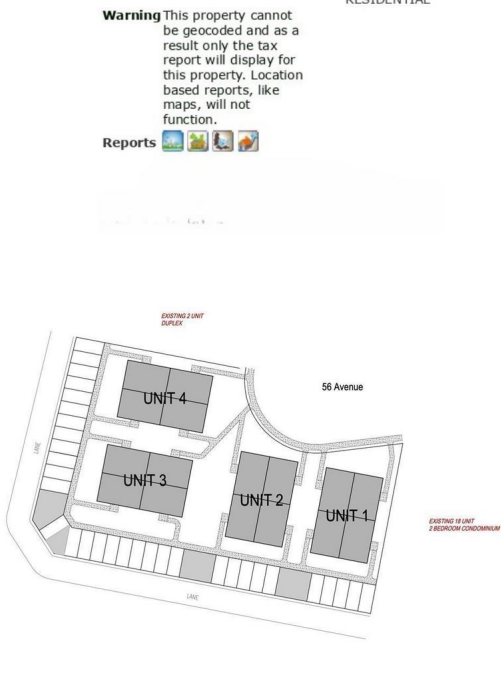 RESIDENTIAL
Warning This property cannot
be geocoded and as a
result only the tax
report will display for
this property. Location
based reports, like
maps, will not
function.
Reports
EXISTING 2 UNIT
DUPLEX
56 Avenue
UNIT 4
LANE
UNIT 3
UNIT 2
UNIT 1
EXISTING 18 UNIT
2 BEDROOM CONDOMINIUM
LANE